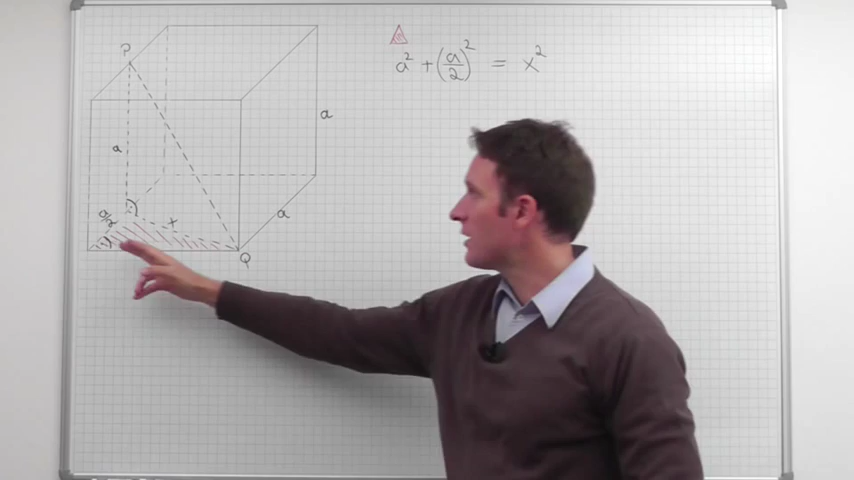 P
a² + (a/2)² = x²
a
a
a/2
x
a
Q